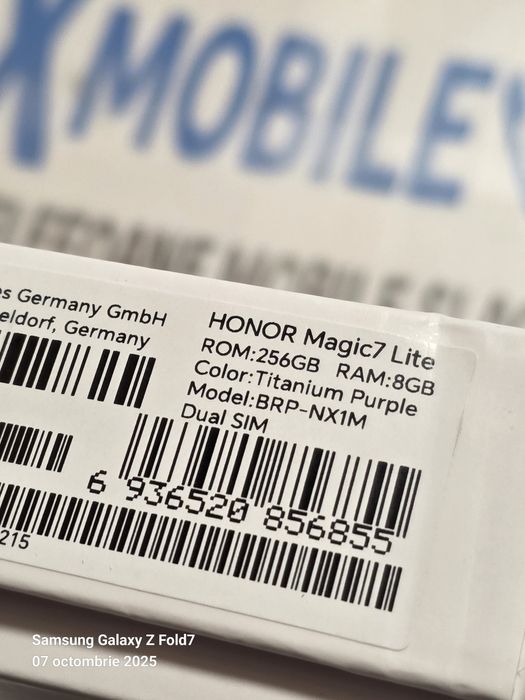 XMOBILE
MOBILE
es Germany GmbH
eldorf, Germany
HONOR Magic7 Lite
ROM:256GB RAM:8GB
Color:Titanium Purple
Model:BRP-NX1M
Dual SIM
6 936520 856855
215
Samsung Galaxy Z Fold7
07 octombrie 2025